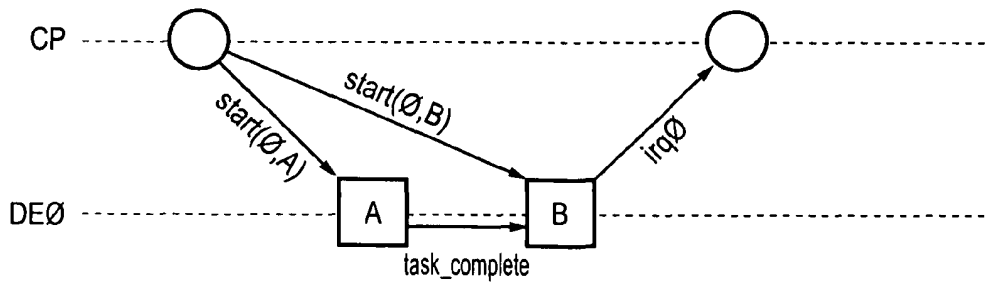 CP
start(Ø,A)
start(Ø,B)
irqØ
DEØ
A
B
task_complete